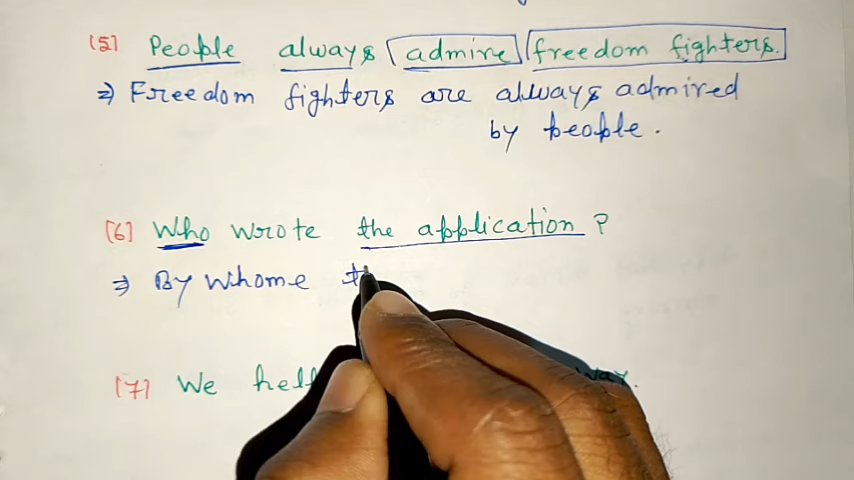 (5) People always admire freedom fighters.
⇒ Freedom fighters are always admired
by people.
(6) Who wrote the application ?
⇒ By Whome
(7) We way.